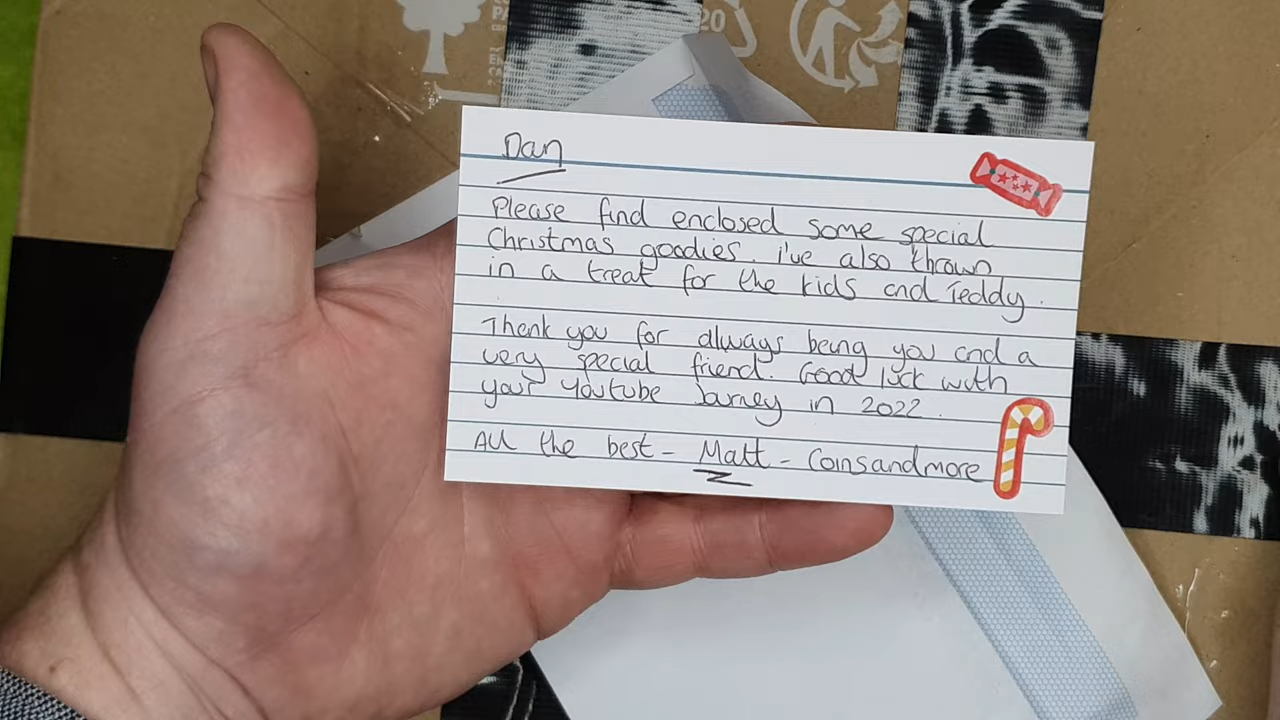 20
Dan
Please find enclosed some special
Christmas goodies. i've also thrown
in a treat for the kids and Teddy.
Thank you for always being you and a
very special friend. Good luck with
your Youtube Jarney in 2022.
All the best - Matt - Coinsandmore